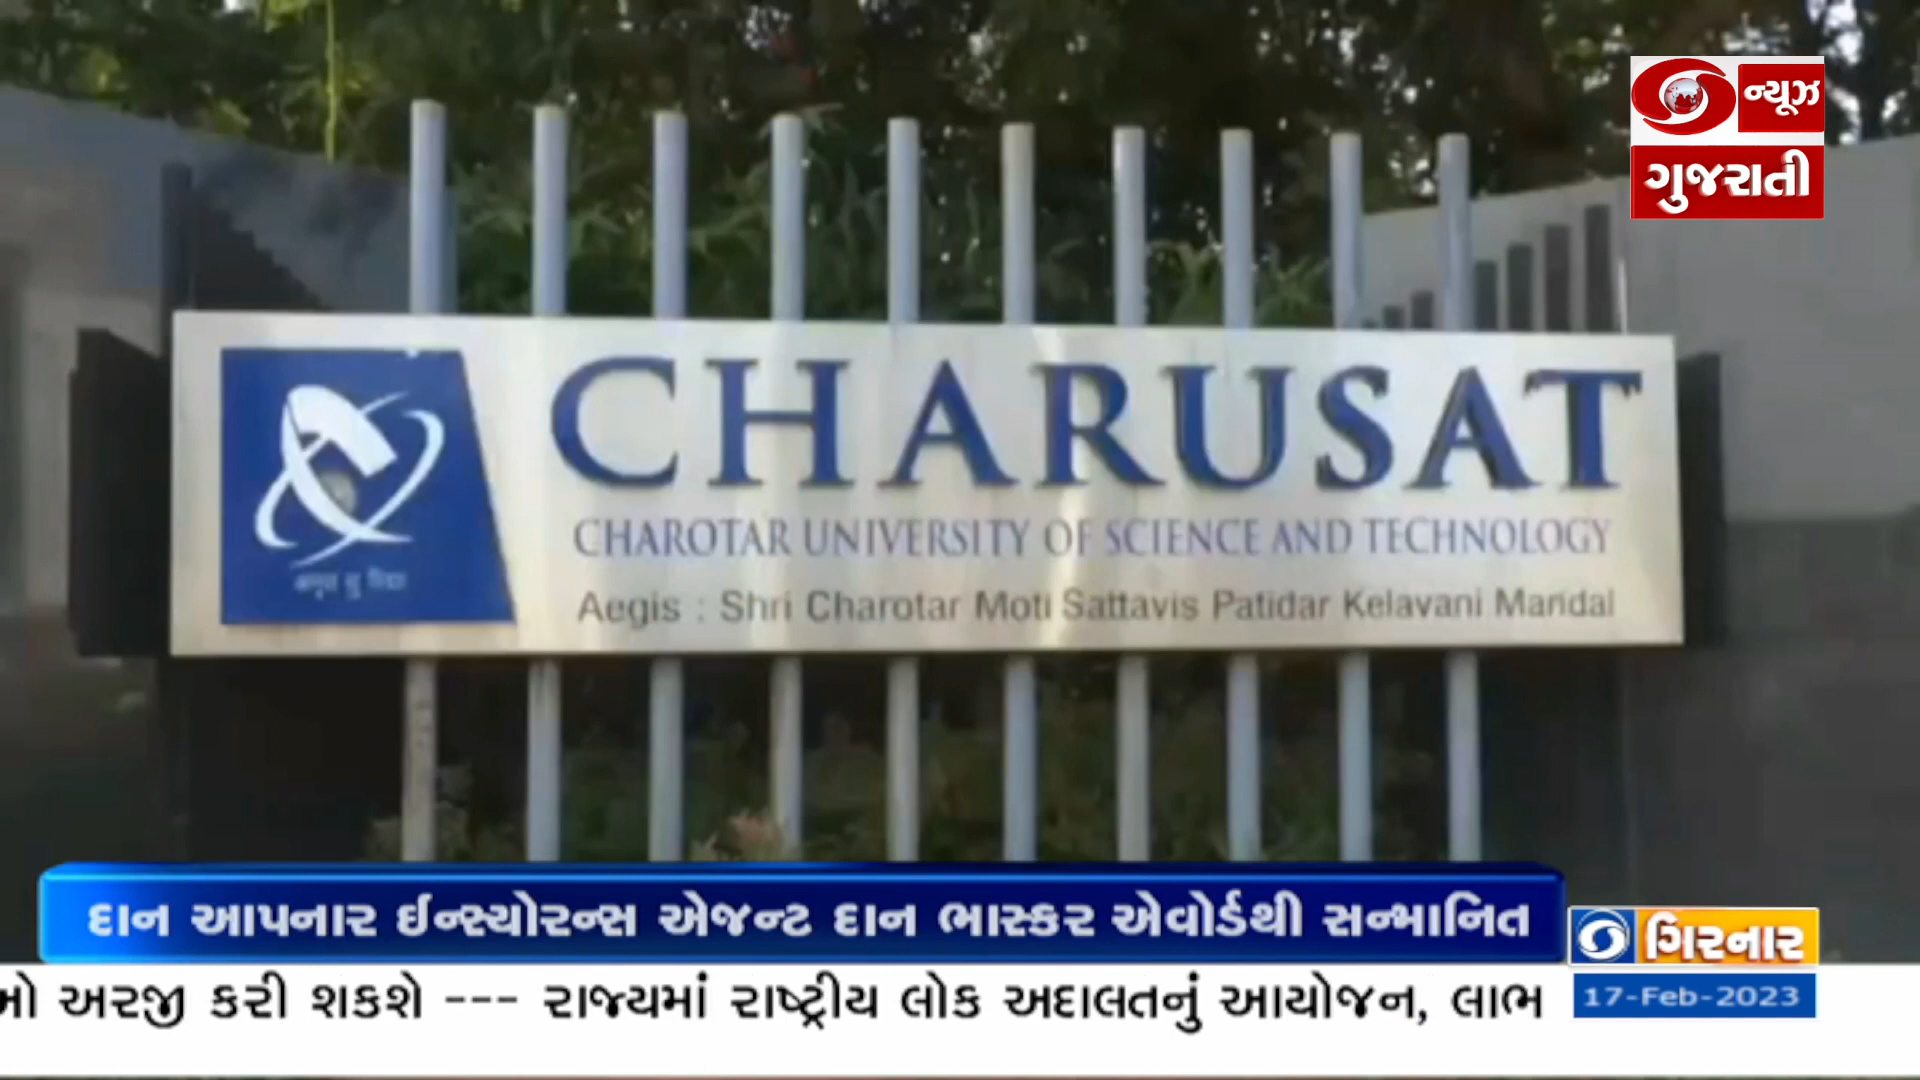 ન્યૂઝ
ગુજરાતી
CHARUSAT
CHAROTAR UNIVERSITY OF SCIENCE AND TECHNOLOGY
Aegis : Shri Charotar Moti Sattavis Patidar Kelavani Mandal
દાન આપનાર ઈન્સ્યોરન્સ એજન્ટ દાન ભાસ્કર એવોર્ડથી સન્માનિત
ગિરનાર
અરજી કરી શકશે --- રાજ્યમાં રાષ્ટ્રીય લોક અદાલતનું આયોજન, લાભ
17-Feb-2023